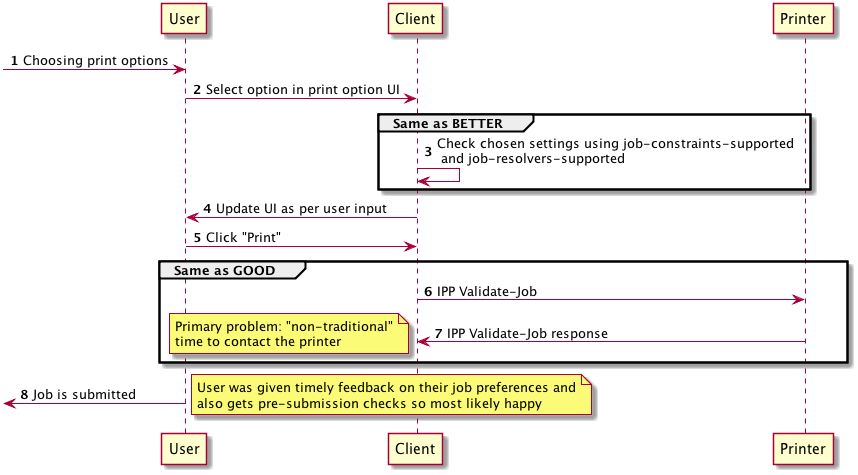 User
Client
Printer
1 Choosing print options
2 Select option in print option UI
Same as BETTER
3 Check chosen settings using job-constraints-supported
and job-resolvers-supported
4 Update UI as per user input
5 Click "Print"
Same as GOOD
6 IPP Validate-Job
Primary problem: "non-traditional"
time to contact the printer
7 IPP Validate-Job response
8 Job is submitted
User was given timely feedback on their job preferences and
also gets pre-submission checks so most likely happy
User
Client
Printer